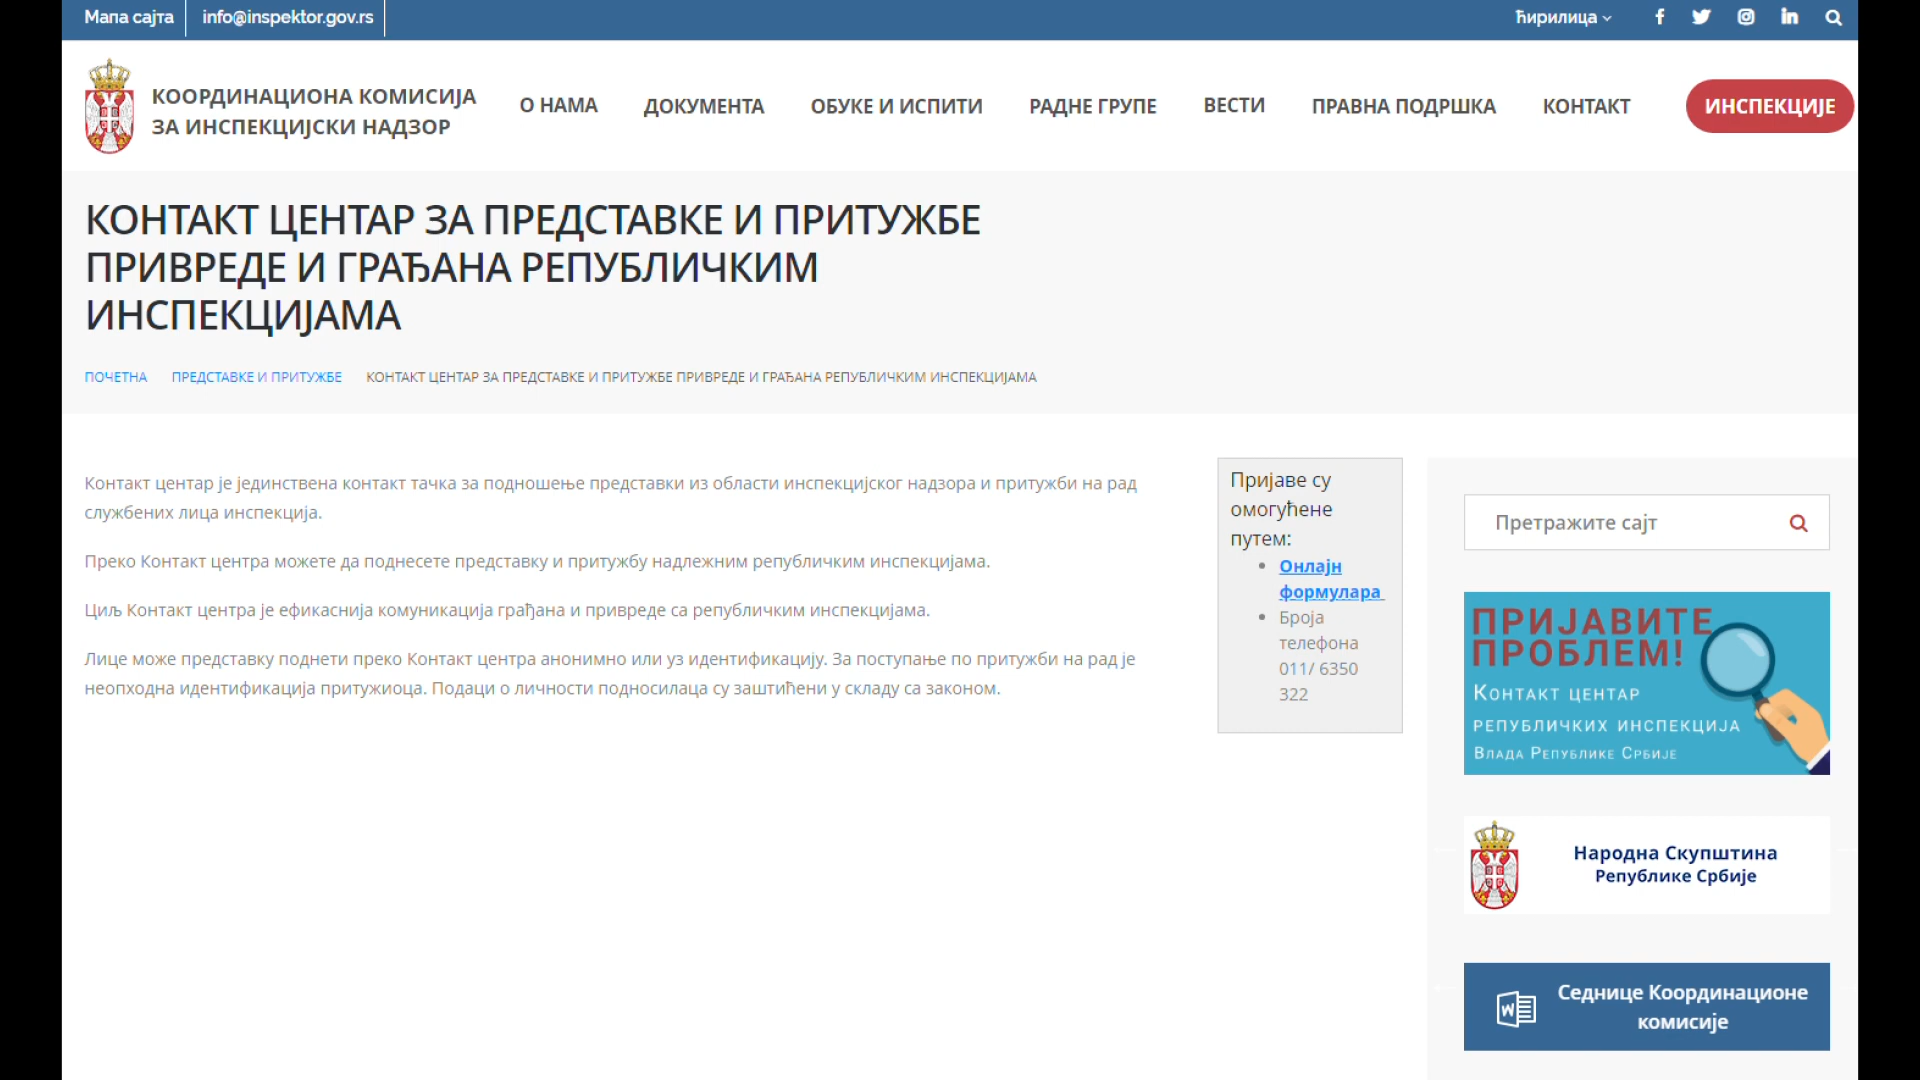 Мапа сајта
info@inspektor.gov.rs
Ћирилица
КООРДИНАЦИОНА КОМИСИЈА
ЗА ИНСПЕКЦИЈСКИ НАДЗОР
О НАМА
ДОКУМЕНТА
ОБУКЕ И ИСПИТИ
РАДНЕ ГРУПЕ
ВЕСТИ
ПРАВНА ПОДРШКА
КОНТАКТ
ИНСПЕКЦИЈЕ
КОНТАКТ ЦЕНТАР ЗА ПРЕДСТАВКЕ И ПРИТУЖБЕ
ПРИВРЕДЕ И ГРАЂАНА РЕПУБЛИЧКИМ
ИНСПЕКЦИЈАМА
ПОЧЕТНА
ПРЕДСТАВКЕ И ПРИТУЖБЕ
КОНТАКТ ЦЕНТАР ЗА ПРЕДСТАВКЕ И ПРИТУЖБЕ ПРИВРЕДЕ И ГРАЂАНА РЕПУБЛИЧКИМ ИНСПЕКЦИЈАМА
Контакт центар је јединствена контакт тачка за подношење представки из области инспекцијског надзора и притужби на рад
службених лица инспекција.
Преко Контакт центра можете да поднесете представку и притужбу надлежним републичким инспекцијама.
Циљ Контакт центра је ефикаснија комуникација грађана и привреде са републичким инспекцијама.
Лице може представку поднети преко Контакт центра анонимно или уз идентификацију. За поступање по притужби на рад је
неопходна идентификација притужиоца. Подаци о личности подносилаца су заштићени у складу са законом.
Пријаве су
омогућене
путем:
Онлајн
формулара
Броја
телефона
011/ 6350
322
Претражите сајт
ПРИЈАВИТЕ
ПРОБЛЕМ!
Контакт центар
републичких инспекција
Влада Републике Србије
Народна Скупштина
Републике Србије
Седнице Координационе
комисије